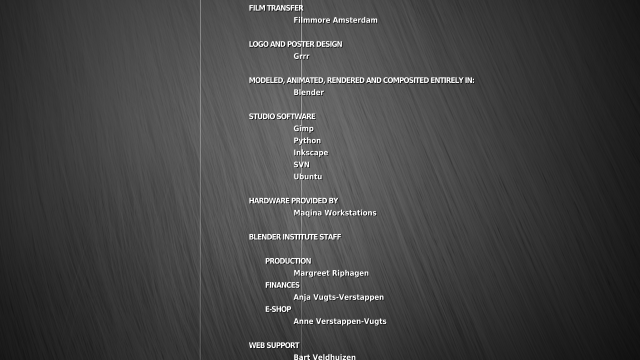 FILM TRANSFER
Filmmore Amsterdam
LOGO AND POSTER DESIGN
Grrr
MODELED, ANIMATED, RENDERED AND COMPOSITED ENTIRELY IN:
Blender
STUDIO SOFTWARE
Gimp
Python
Inkscape
SVN
Ubuntu
HARDWARE PROVIDED BY
Maqina Workstations
BLENDER INSTITUTE STAFF
PRODUCTION
Margreet Riphagen
FINANCES
Anja Vugts-Verstappen
E-SHOP
Anne Verstappen-Vugts
WEB SUPPORT
Bart Veldhuizen